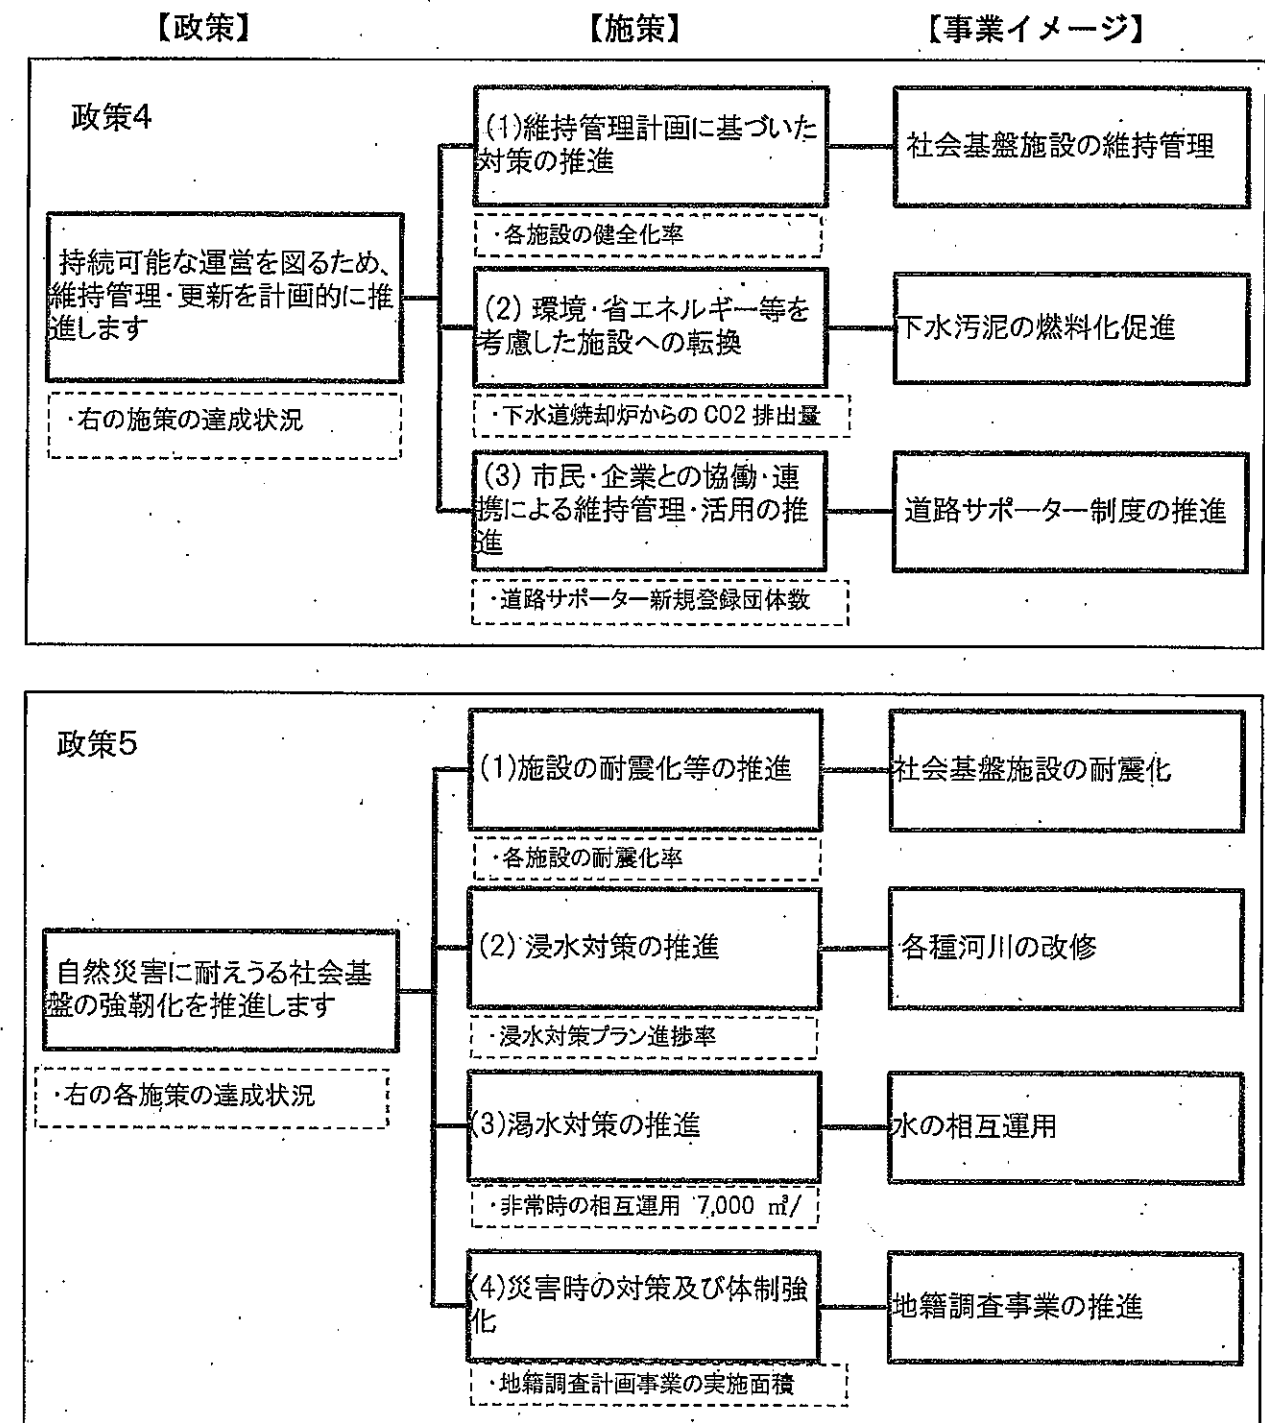 【政策】 【施策】 【事業イメージ】
政策4
持続可能な運営を図るため、
維持管理・更新を計画的に推
進します
・右の施策の達成状況
(1)維持管理計画に基づいた
対策の推進
・各施設の健全化率
社会基盤施設の維持管理
(2) 環境・省エネルギー等を
考慮した施設への転換
・下水道焼却炉からの CO2 排出量
下水汚泥の燃料化促進
(3) 市民・企業との協働・連
携による維持管理・活用の推
進
・道路サポーター新規登録団体数
道路サポーター制度の推進
政策5
自然災害に耐えうる社会基
盤の強靭化を推進します
・右の各施策の達成状況
(1)施設の耐震化等の推進
・各施設の耐震化率
社会基盤施設の耐震化
(2) 浸水対策の推進
・浸水対策プラン進捗率
各種河川の改修
(3)渇水対策の推進
・非常時の相互運用 7,000 ㎥/
水の相互運用
(4)災害時の対策及び体制強
化
・地籍調査計画事業の実施面積
地籍調査事業の推進